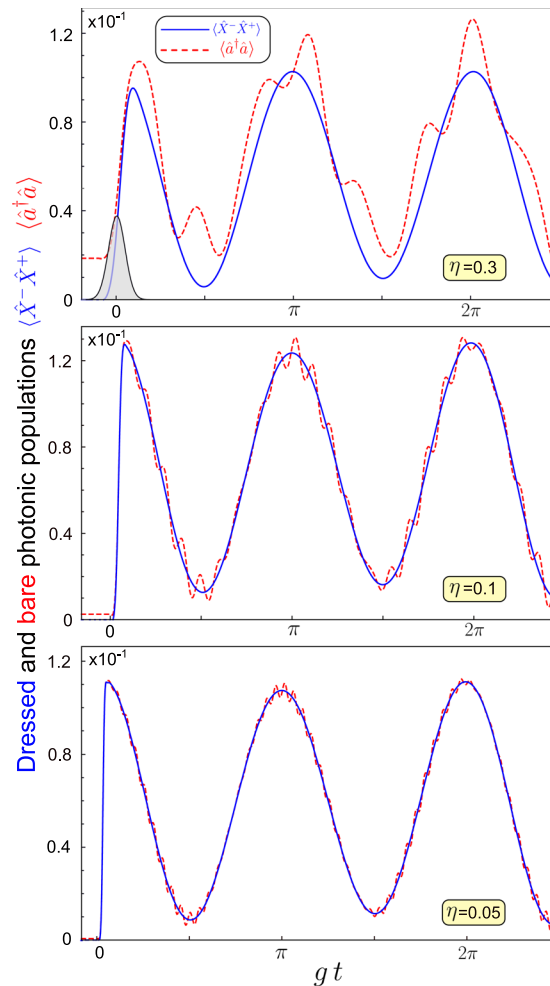 Dressed and bare photonic populations ⟨X̂⁻X̂⁺⟩ ⟨â†â⟩
x10⁻¹
⟨X̂⁻X̂⁺⟩
⟨â†â⟩
1.2
0.8
0.4
0
η=0.3
0 π 2π
x10⁻¹
1.2
0.8
0.4
0
η=0.1
0 π 2π
x10⁻¹
1.2
0.8
0.4
0
η=0.05
0 π 2π
g t